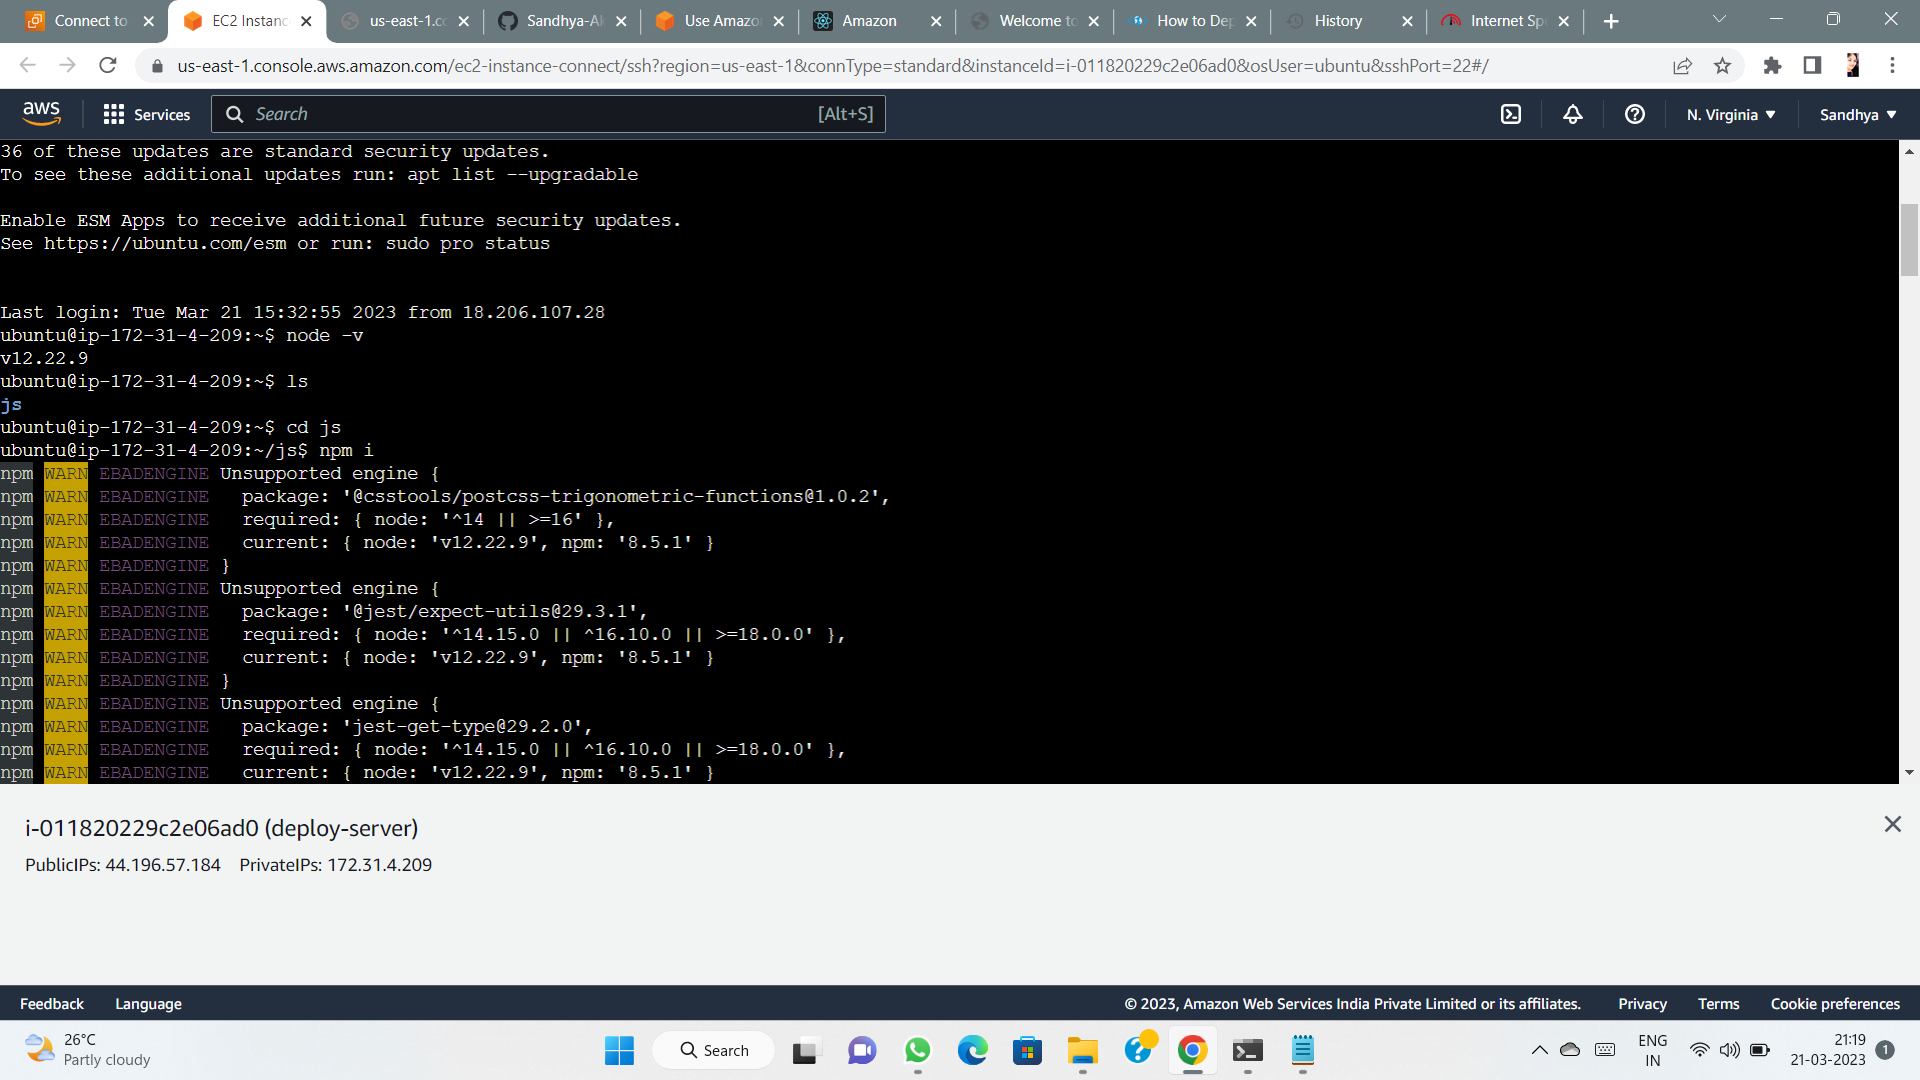 Connect to
EC2 Instanc
us-east-1.co
Sandhya-Ak
Use Amazon
Amazon
Welcome to
How to Dep
History
Internet Spe
us-east-1.console.aws.amazon.com/ec2-instance-connect/ssh?region=us-east-1&connType=standard&instanceId=i-011820229c2e06ad0&osUser=ubuntu&sshPort=22#/
aws
Services
Search
[Alt+S]
N. Virginia
Sandhya
36 of these updates are standard security updates.
To see these additional updates run: apt list --upgradable
Enable ESM Apps to receive additional future security updates.
See https://ubuntu.com/esm or run: sudo pro status
Last login: Tue Mar 21 15:32:55 2023 from 18.206.107.28
ubuntu@ip-172-31-4-209:~$ node -v
v12.22.9
ubuntu@ip-172-31-4-209:~$ ls
js
ubuntu@ip-172-31-4-209:~$ cd js
ubuntu@ip-172-31-4-209:~/js$ npm i
npm WARN EBADENGINE Unsupported engine {
npm WARN EBADENGINE   package: '@csstools/postcss-trigonometric-functions@1.0.2',
npm WARN EBADENGINE   required: { node: '^14 || >=16' },
npm WARN EBADENGINE   current: { node: 'v12.22.9', npm: '8.5.1' }
npm WARN EBADENGINE }
npm WARN EBADENGINE Unsupported engine {
npm WARN EBADENGINE   package: '@jest/expect-utils@29.3.1',
npm WARN EBADENGINE   required: { node: '^14.15.0 || ^16.10.0 || >=18.0.0' },
npm WARN EBADENGINE   current: { node: 'v12.22.9', npm: '8.5.1' }
npm WARN EBADENGINE }
npm WARN EBADENGINE Unsupported engine {
npm WARN EBADENGINE   package: 'jest-get-type@29.2.0',
npm WARN EBADENGINE   required: { node: '^14.15.0 || ^16.10.0 || >=18.0.0' },
npm WARN EBADENGINE   current: { node: 'v12.22.9', npm: '8.5.1' }
i-011820229c2e06ad0 (deploy-server)
PublicIPs: 44.196.57.184 PrivateIPs: 172.31.4.209
Feedback
Language
© 2023, Amazon Web Services India Private Limited or its affiliates.
Privacy
Terms
Cookie preferences
26°C
Partly cloudy
Search
ENG
IN
21:19
21-03-2023
1